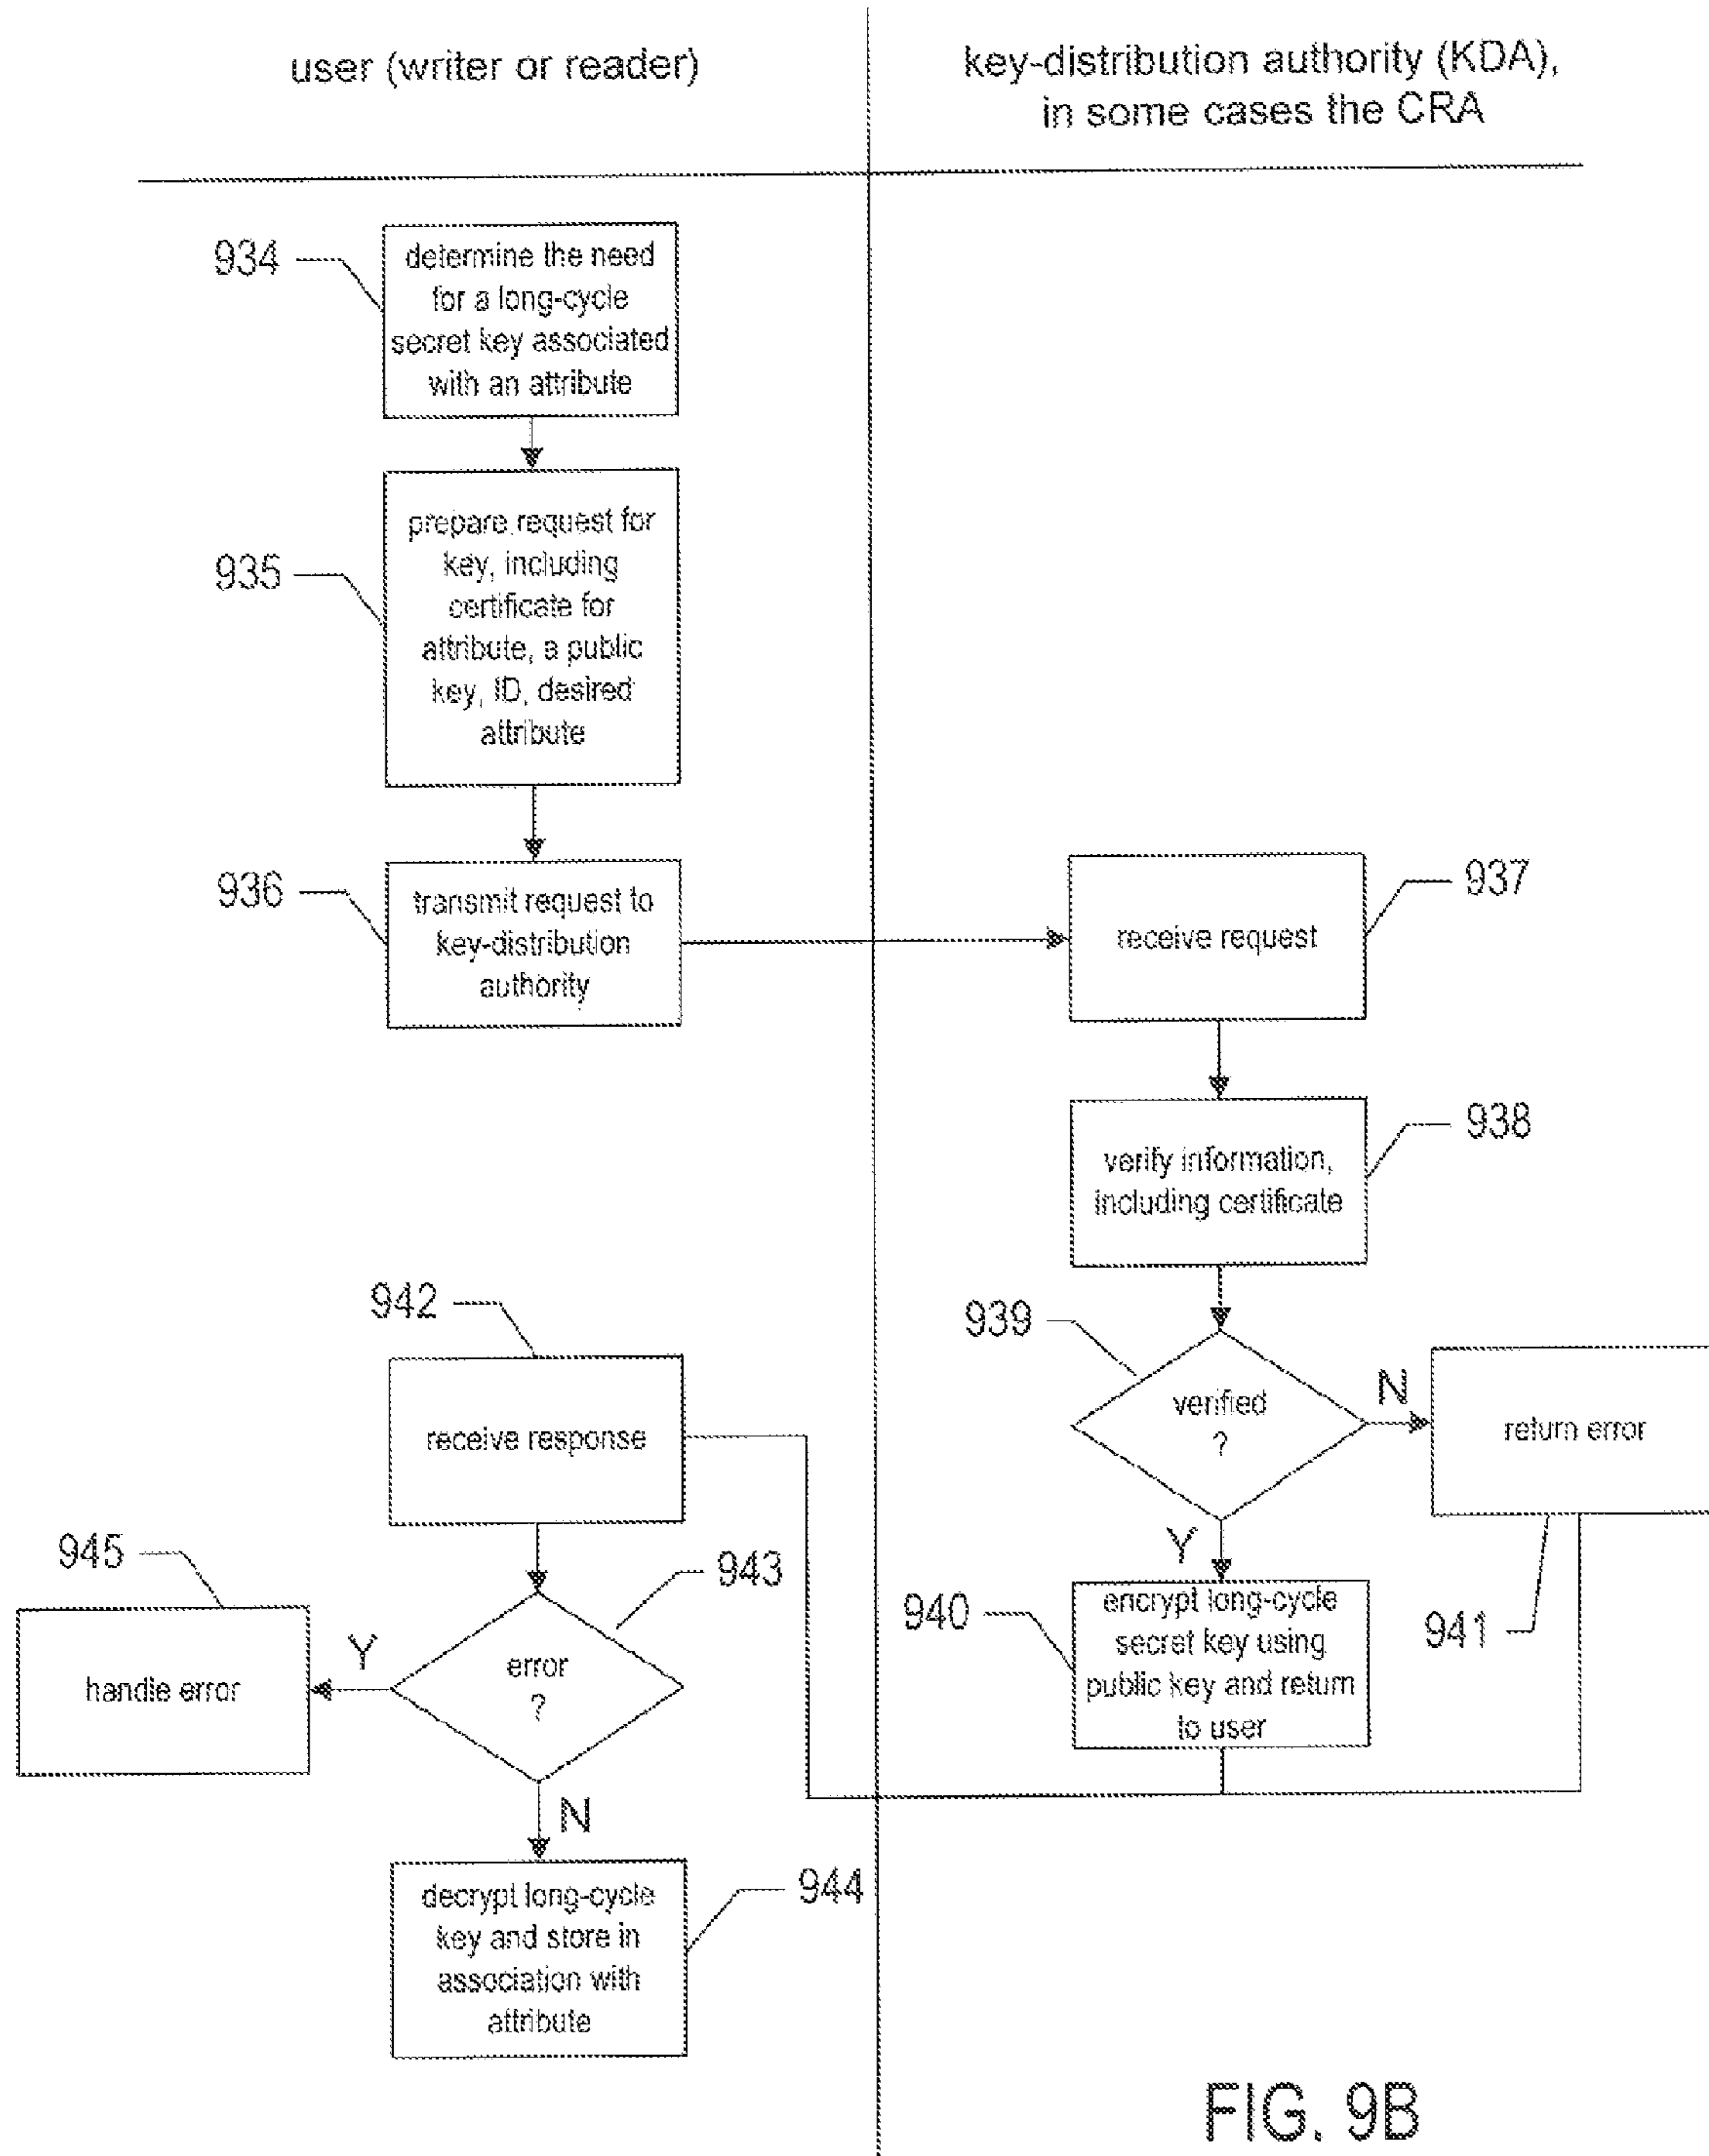 user (writer or reader)
key-distribution authority (KDA),
in some cases the CRA
934
determine the need
for a long-cycle
secret key associated
with an attribute
935
prepare request for
key, including
certificate for
attribute, a public
key, ID, desired
attribute
936
transmit request to
key-distribution
authority
937
receive request
938
verify information,
including certificate
939
verified
?
N
return error
941
Y
940
encrypt long-cycle
secret key using
public key and return
to user
942
receive response
943
error
?
Y
945
handle error
N
944
decrypt long-cycle
key and store in
association with
attribute
FIG. 9B